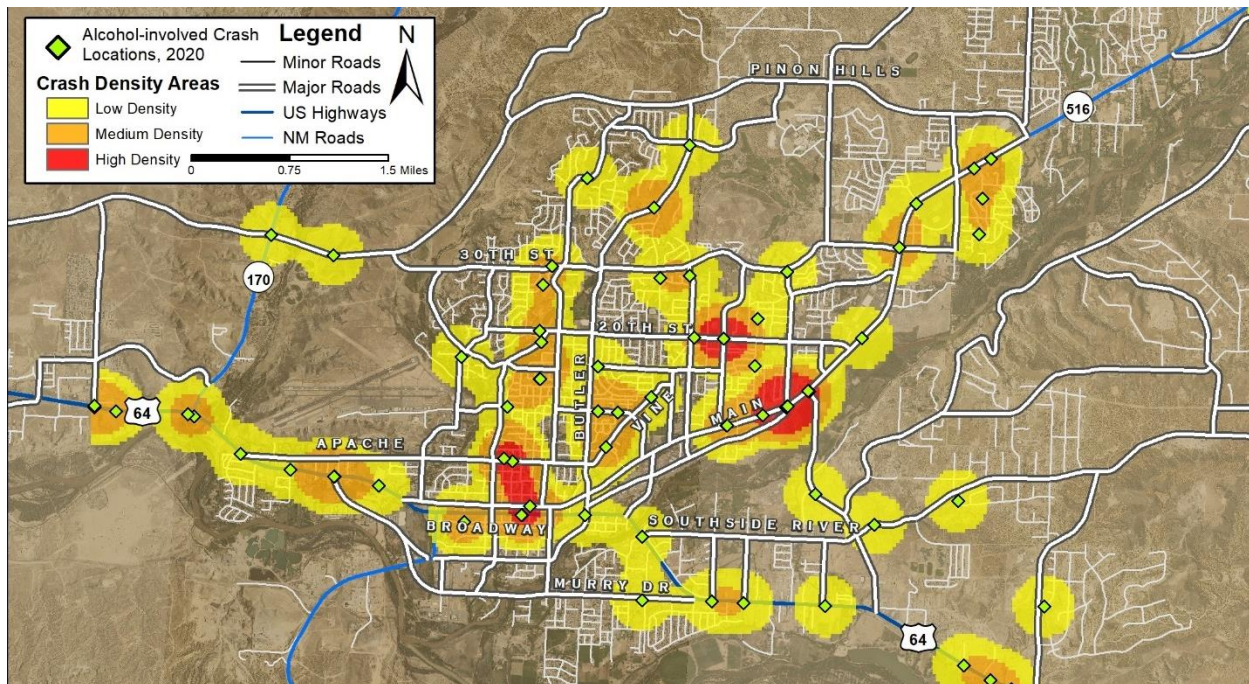 Alcohol-involved Crash
Locations, 2020
Crash Density Areas
Low Density
Medium Density
High Density
Legend
Minor Roads
Major Roads
US Highways
NM Roads
N
0 0.75 1.5 Miles
PINON HILLS
516
30TH ST
170
20TH ST
BUTLER
VINE
MAIN
64
APACHE
BROADWAY
SOUTHSIDE RIVER
MURRY DR
64